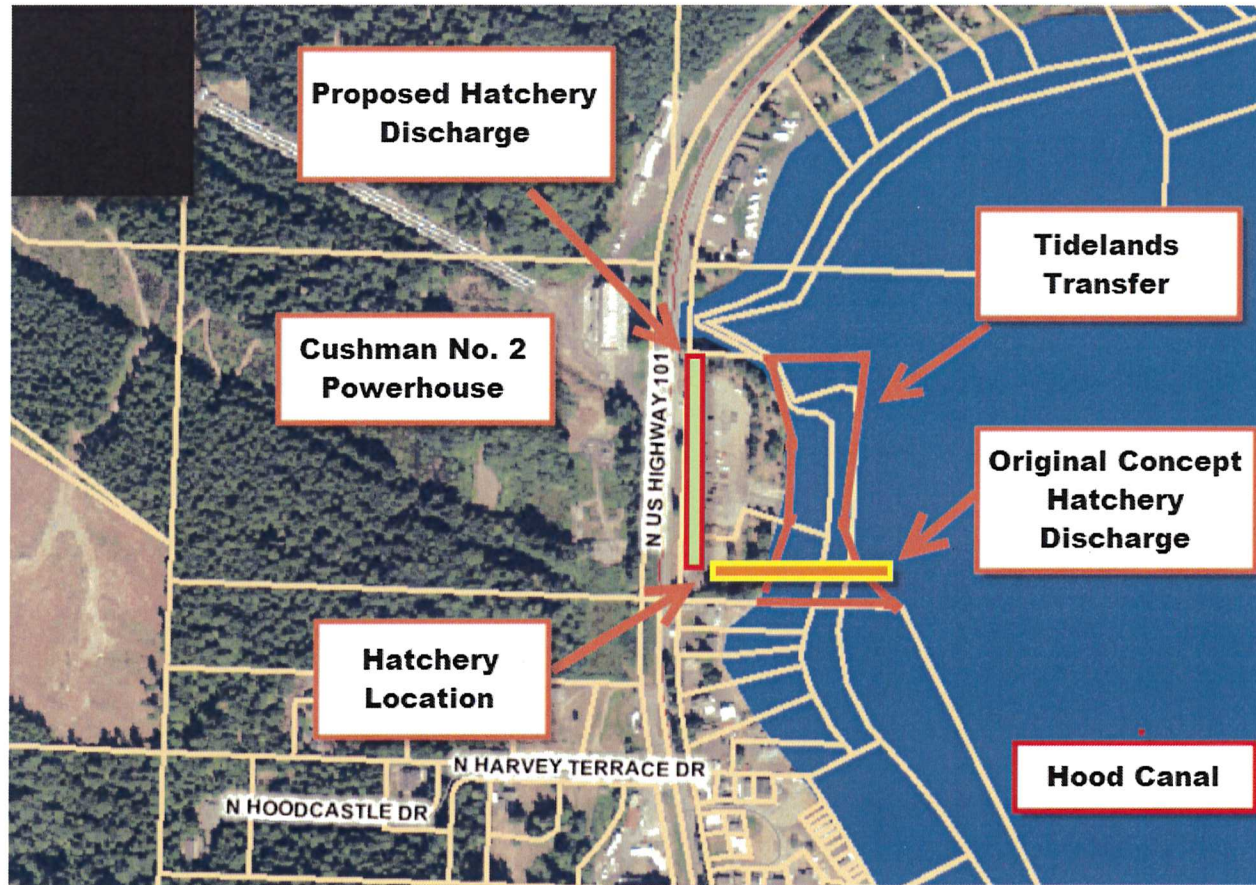 Proposed Hatchery
Discharge
Tidelands
Transfer
Cushman No. 2
Powerhouse
N US HIGHWAY 101
Original Concept
Hatchery
Discharge
Hatchery
Location
N HARVEY TERRACE DR
Hood Canal
N HOODCASTLE DR